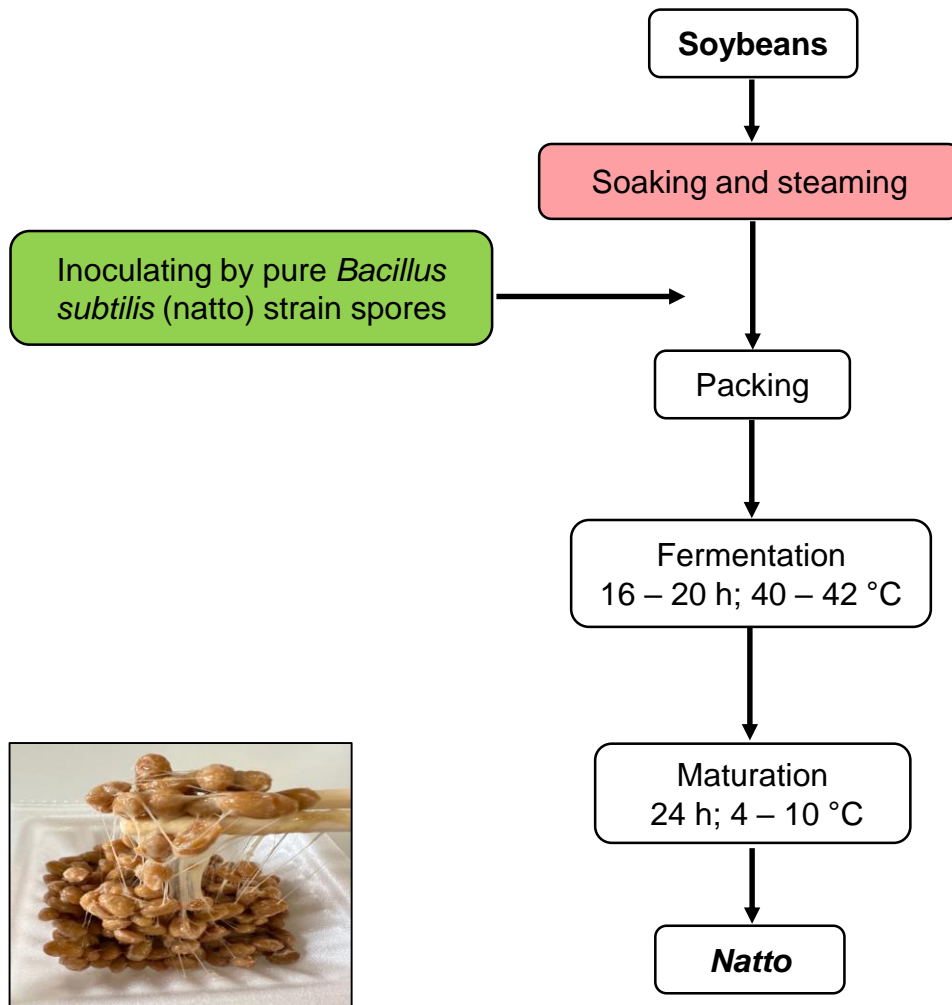 Soybeans
Soaking and steaming
Inoculating by pure Bacillus
subtilis (natto) strain spores
Packing
Fermentation
16 – 20 h; 40 – 42 °C
Maturation
24 h; 4 – 10 °C
Natto